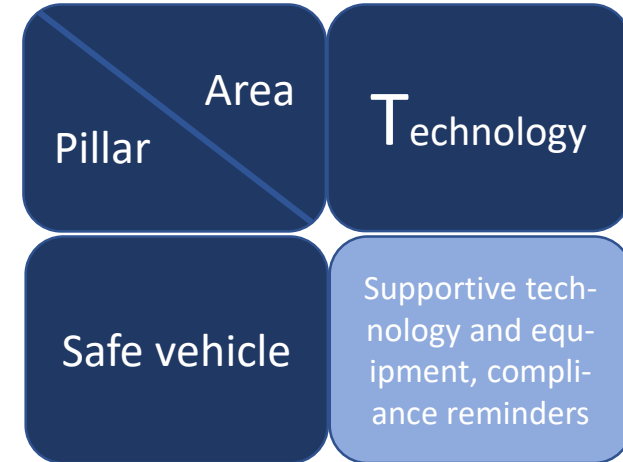 Area
Pillar
Technology
Safe vehicle
Supportive tech-
nology and equ-
ipment, compli-
ance reminders